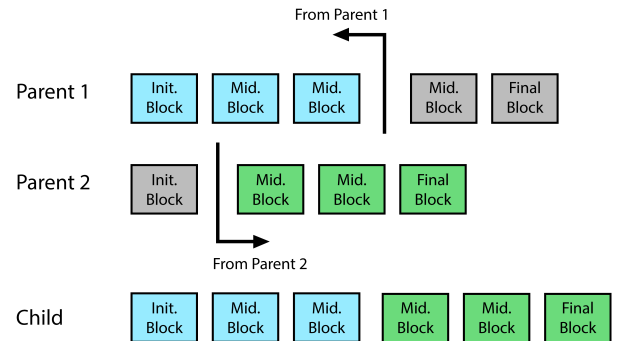 From Parent 1
Parent 1
Init. Block
Mid. Block
Mid. Block
Mid. Block
Final Block
Parent 2
Init. Block
Mid. Block
Mid. Block
Final Block
From Parent 2
Child
Init. Block
Mid. Block
Mid. Block
Mid. Block
Mid. Block
Final Block